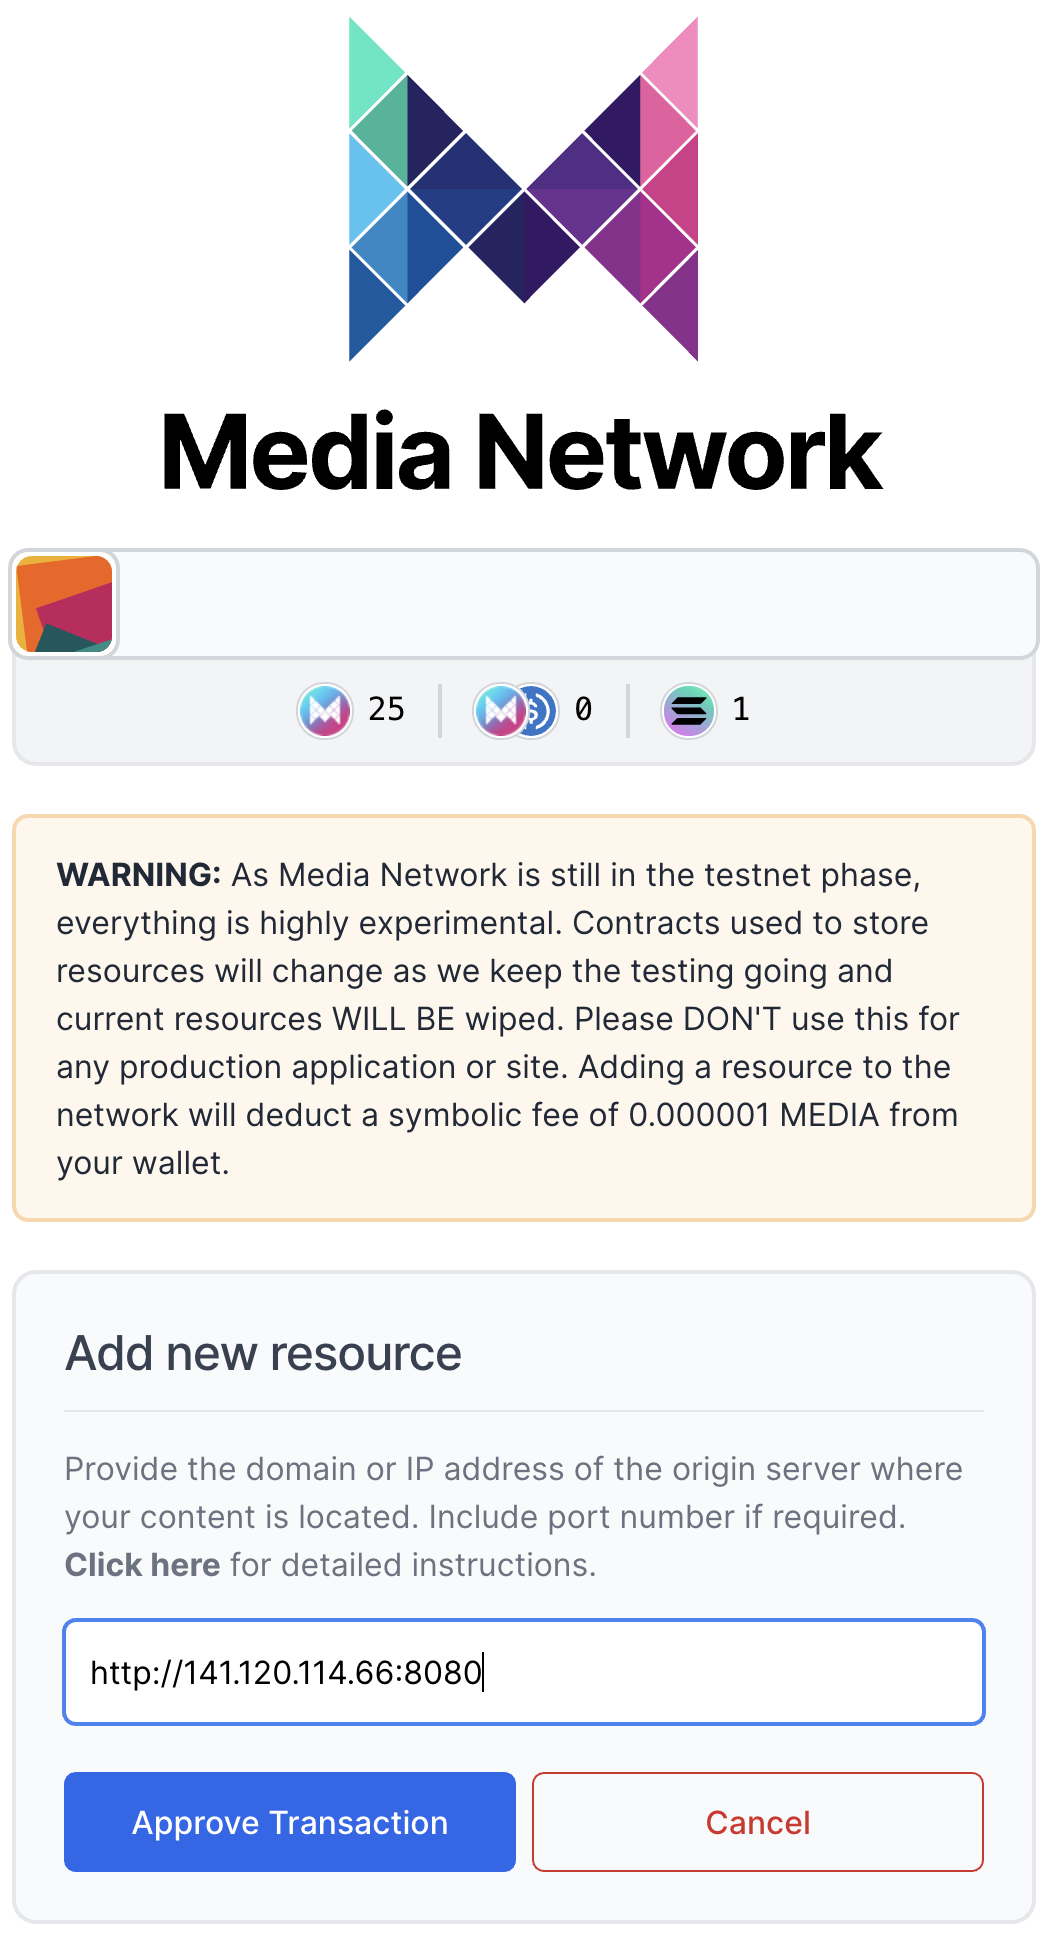 Media Network
25 0 1
WARNING: As Media Network is still in the testnet phase,
everything is highly experimental. Contracts used to store
resources will change as we keep the testing going and
current resources WILL BE wiped. Please DON'T use this for
any production application or site. Adding a resource to the
network will deduct a symbolic fee of 0.000001 MEDIA from
your wallet.
Add new resource
Provide the domain or IP address of the origin server where
your content is located. Include port number if required.
Click here for detailed instructions.
http://141.120.114.66:8080
Approve Transaction Cancel